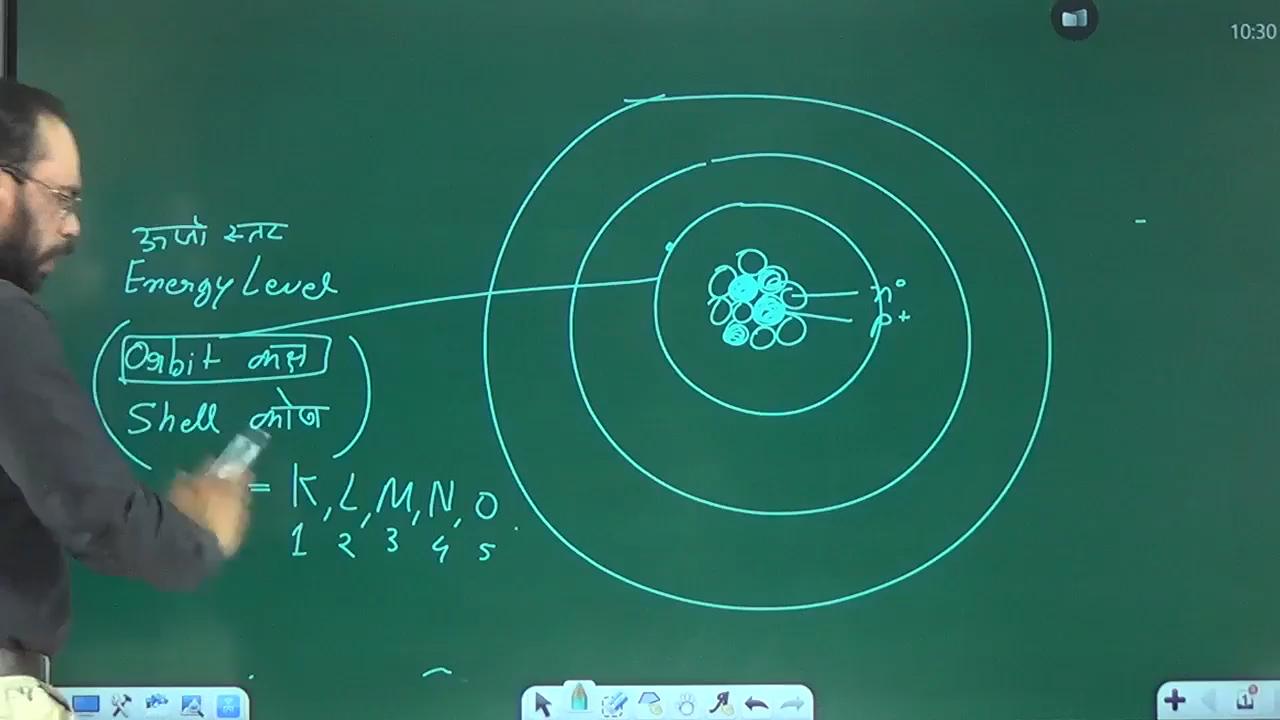 10:30
ऊर्जा स्तर
Energy Level
Orbit कक्ष
Shell कोश
= K, L, M, N, O
1 2 3 4 5
n°
p+